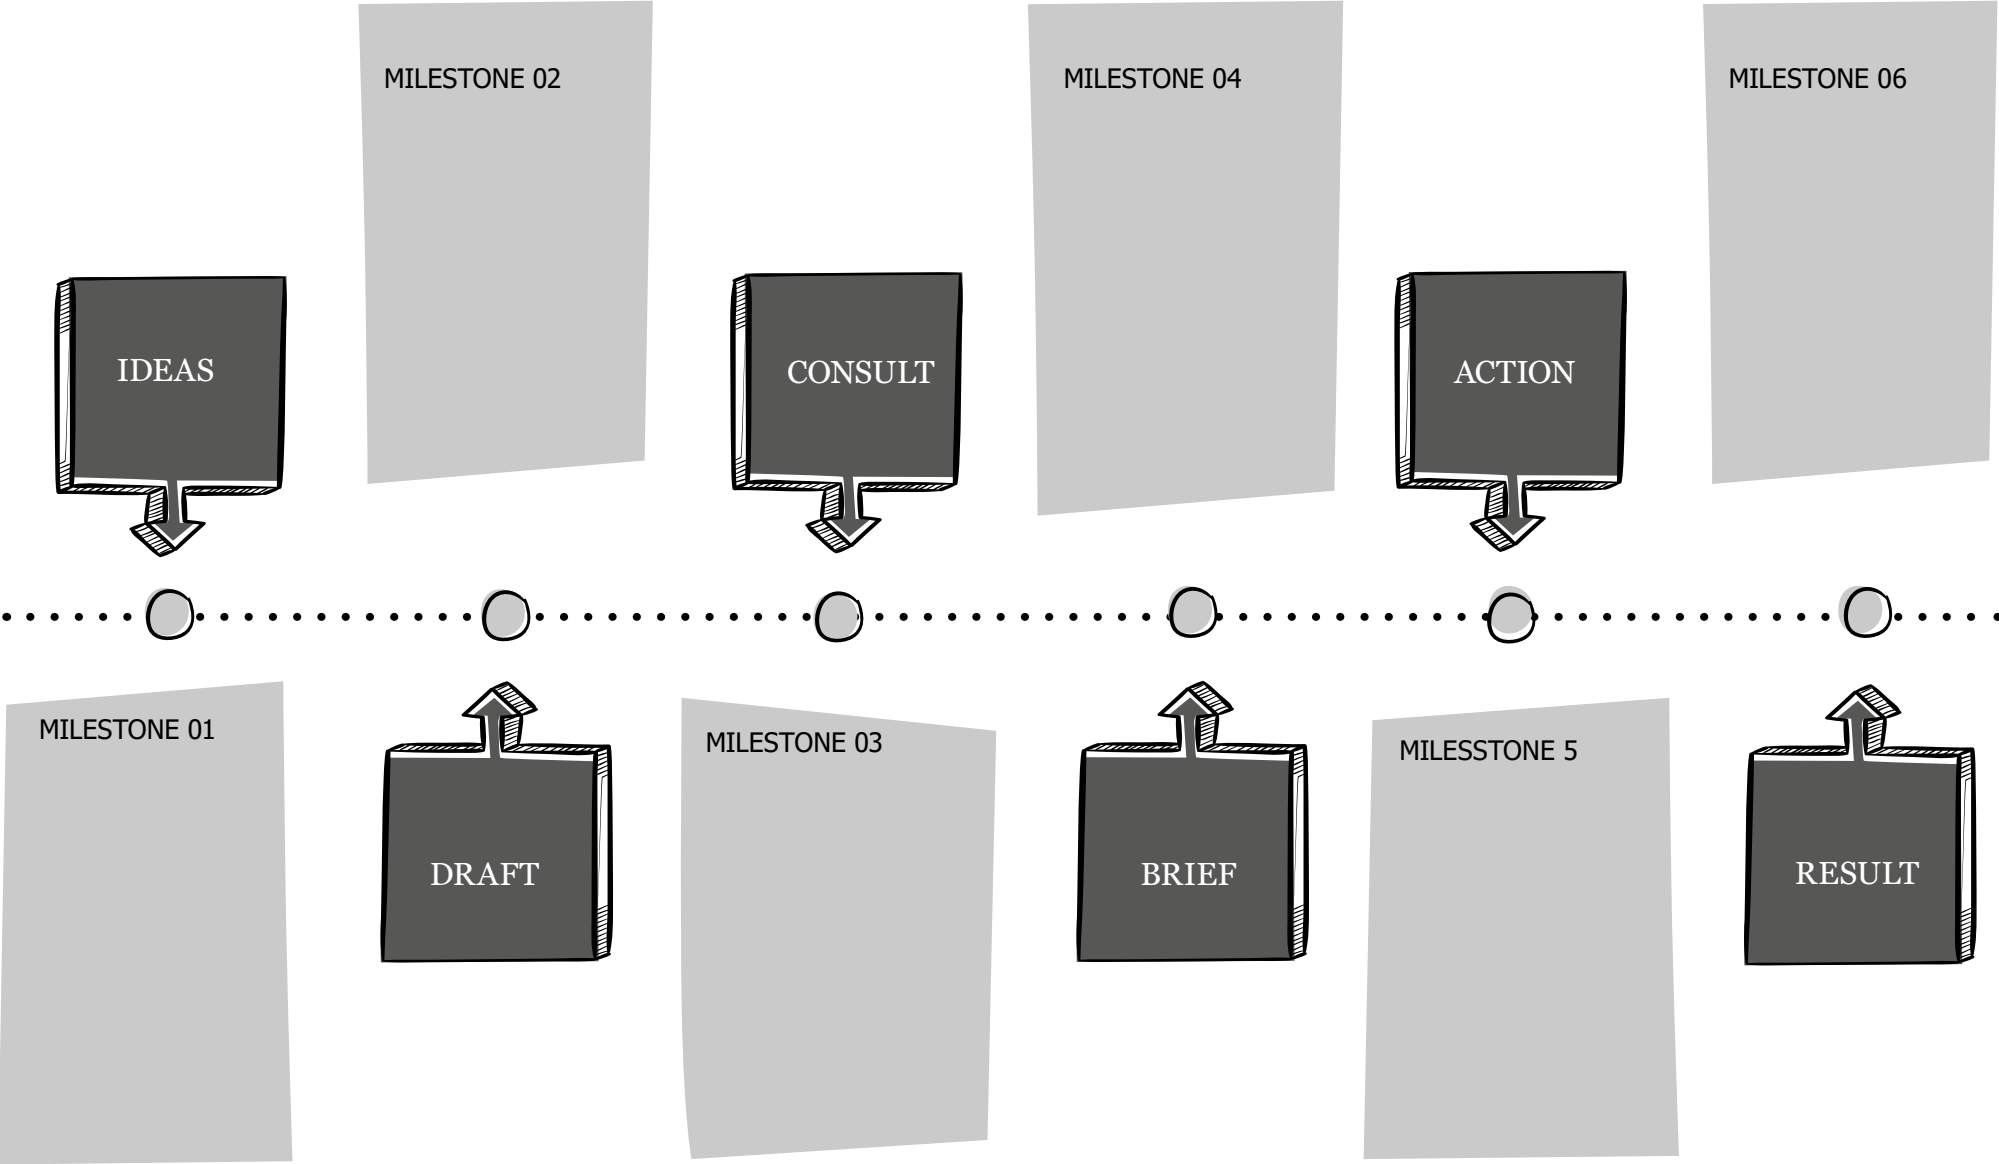 MILESTONE 02
MILESTONE 04
MILESTONE 06
IDEAS
CONSULT
ACTION
MILESTONE 01
MILESTONE 03
MILESSTONE 5
DRAFT
BRIEF
RESULT